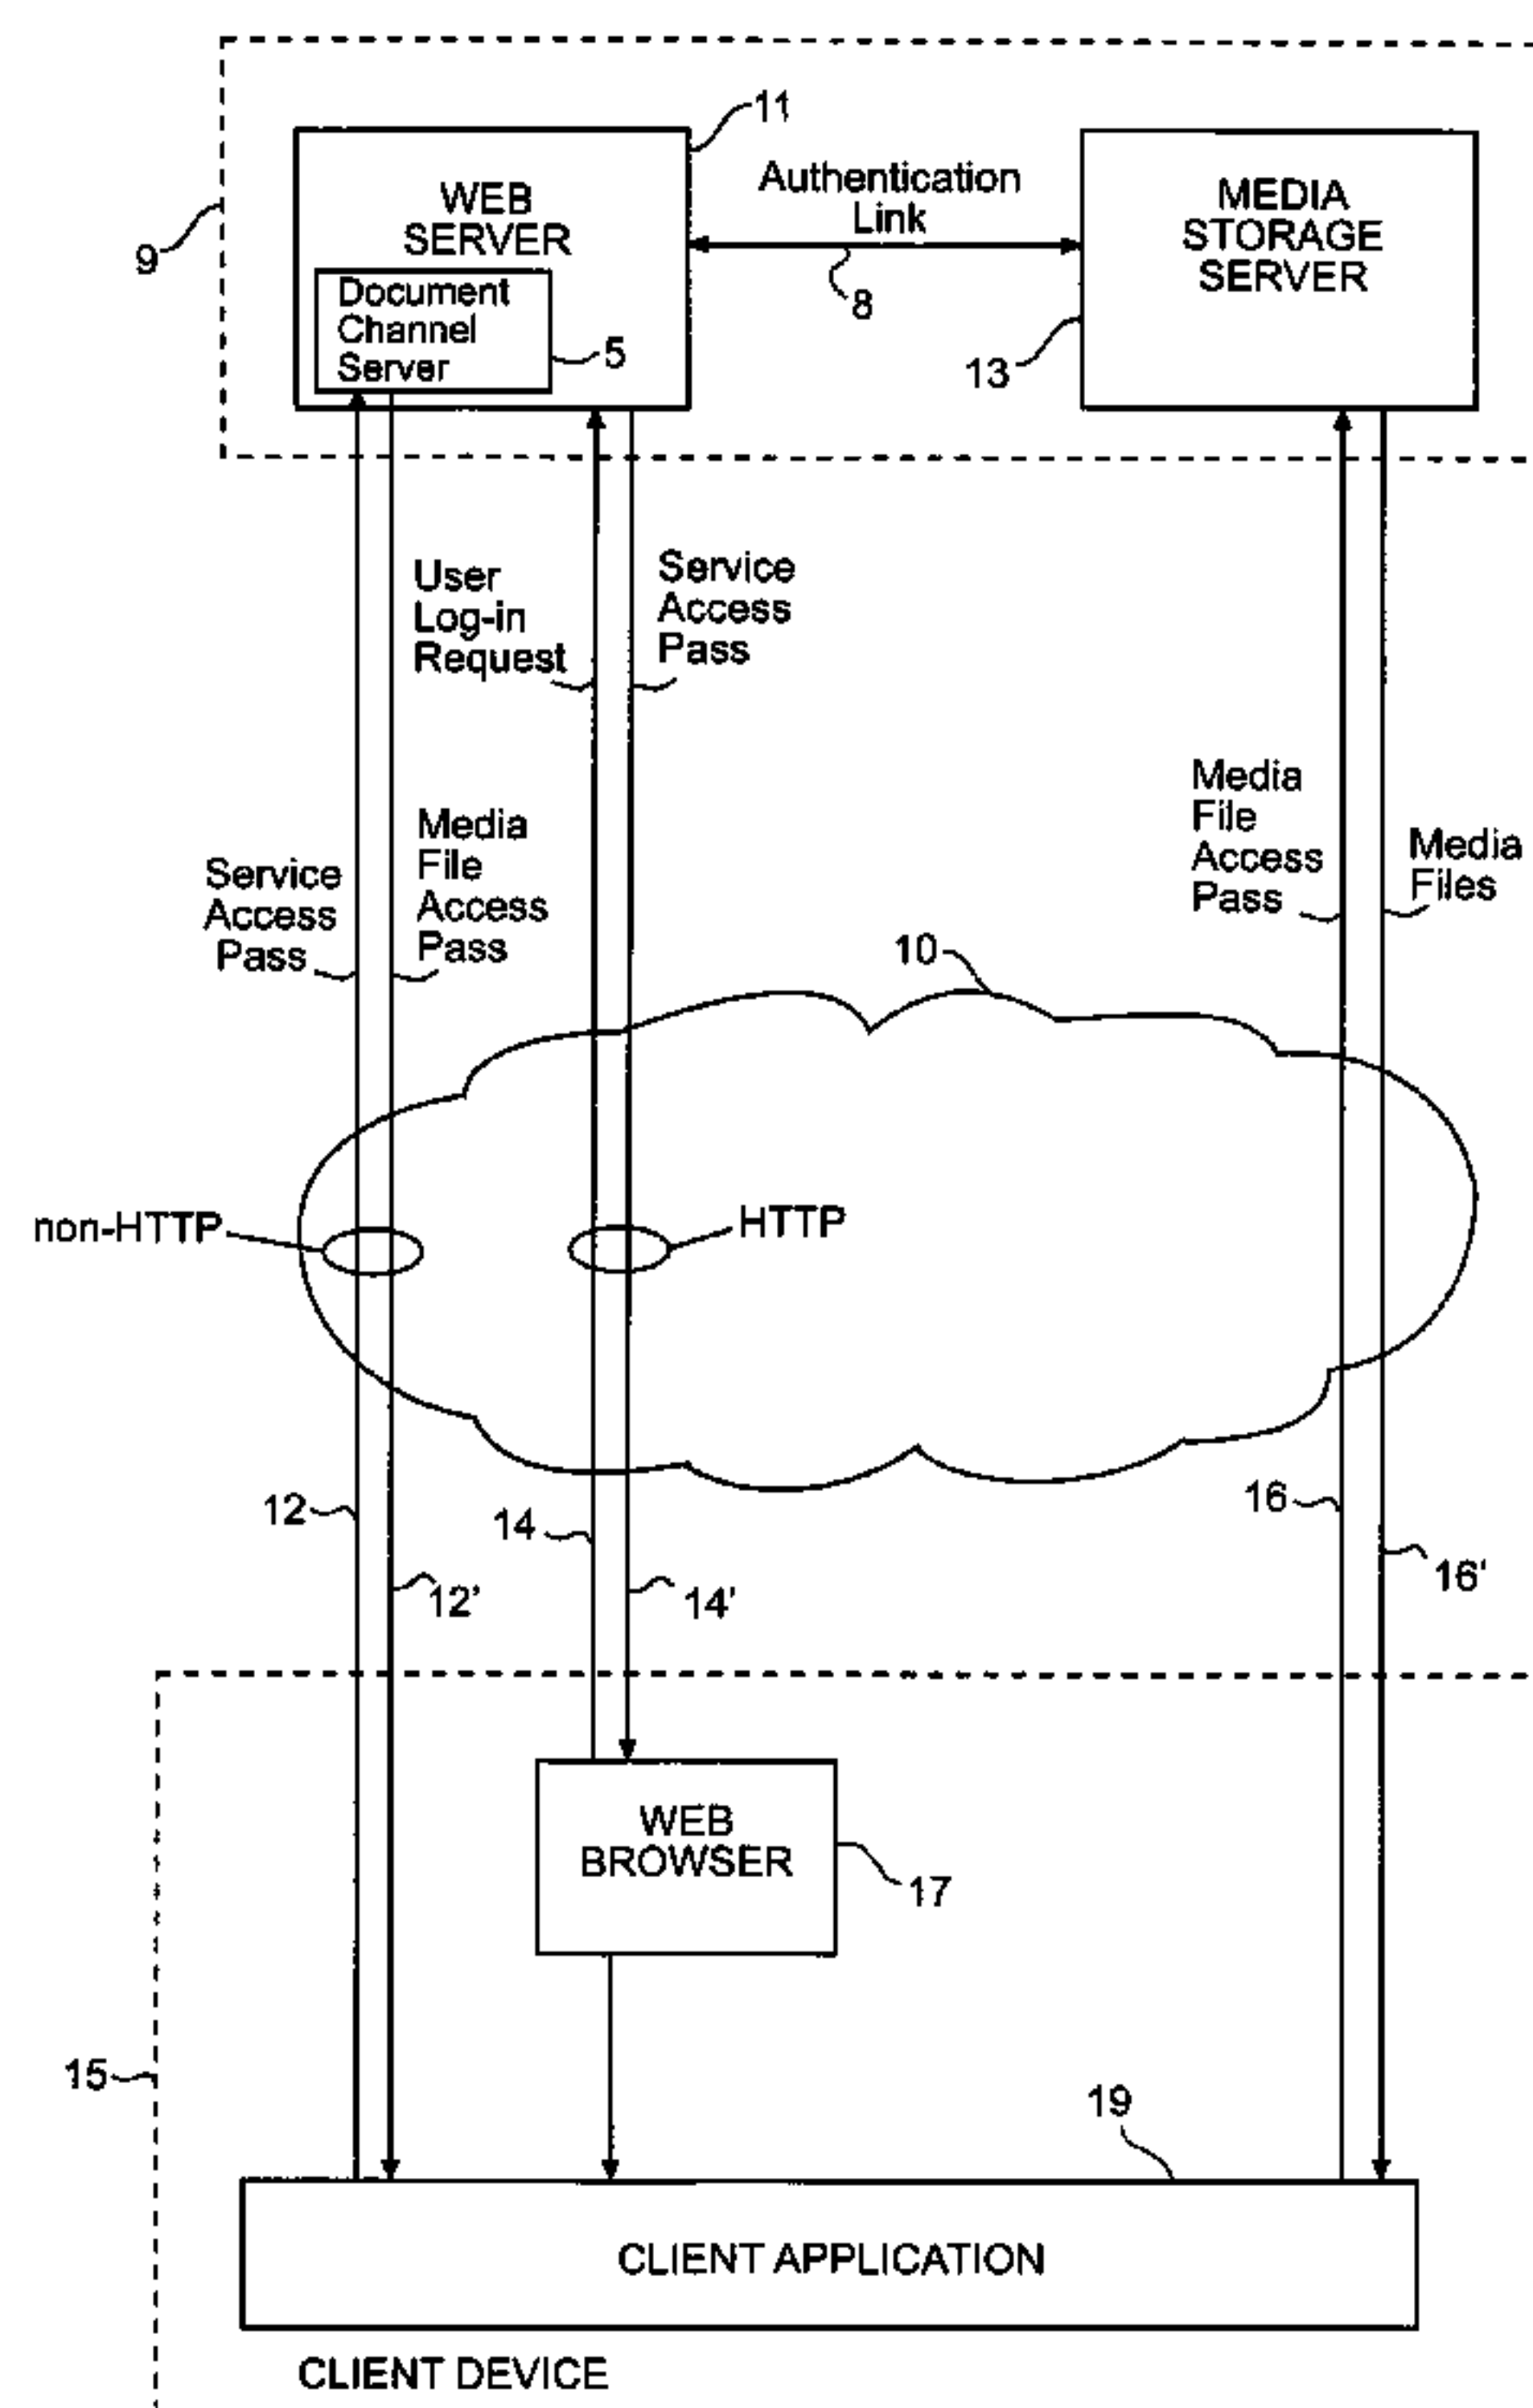 11
WEB
SERVER
Authentication
Link
MEDIA
STORAGE
SERVER
9
8
Document
Channel
Server
5
13
User
Log-in
Request
Service
Access
Pass
Media
File
Access
Pass
Media
Files
Service
Access
Pass
Media
File
Access
Pass
10
non-HTTP
HTTP
12
14
16
12'
14'
16'
WEB
BROWSER
17
15
19
CLIENT APPLICATION
CLIENT DEVICE